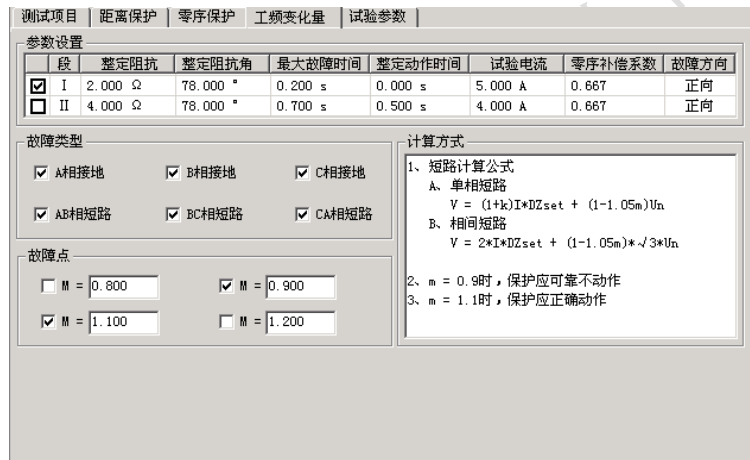 测试项目 距离保护 零序保护 工频变化量 试验参数
参数设置
段 整定阻抗 整定阻抗角 最大故障时间 整定动作时间 试验电流 零序补偿系数 故障方向
I 2.000 Ω 78.000 ° 0.200 s 0.000 s 5.000 A 0.667 正向
II 4.000 Ω 78.000 ° 0.700 s 0.500 s 4.000 A 0.667 正向
故障类型
A相接地 B相接地 C相接地
AB相短路 BC相短路 CA相短路
故障点
M = 0.800 M = 0.900
M = 1.100 M = 1.200
计算方式
1、短路计算公式
A、单相短路
V = (1+k)I*DZset + (1-1.05m)Un
B、相间短路
V = 2*I*DZset + (1-1.05m)*√3*Un
2、m = 0.9时，保护应可靠不动作
3、m = 1.1时，保护应正确动作